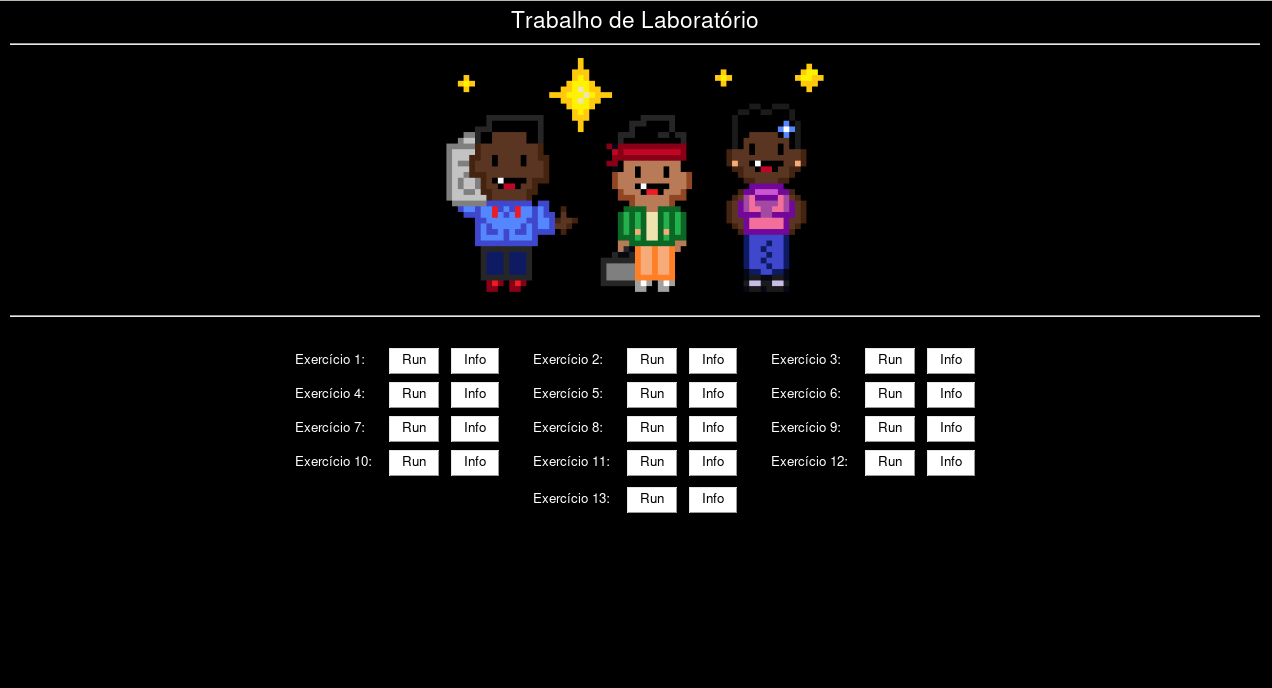 Trabalho de Laboratório
Exercício 1: Run Info Exercício 2: Run Info Exercício 3: Run Info
Exercício 4: Run Info Exercício 5: Run Info Exercício 6: Run Info
Exercício 7: Run Info Exercício 8: Run Info Exercício 9: Run Info
Exercício 10: Run Info Exercício 11: Run Info Exercício 12: Run Info
Exercício 13: Run Info